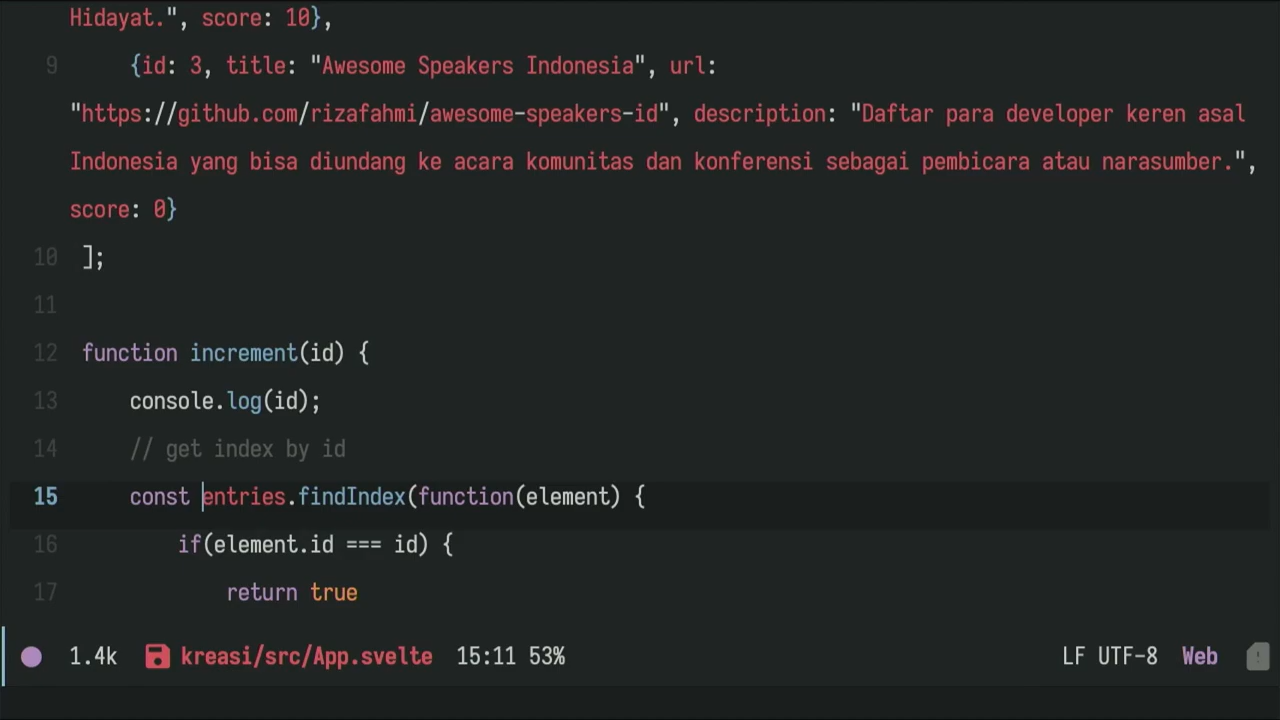 Hidayat.", score: 10},
9 {id: 3, title: "Awesome Speakers Indonesia", url:
"https://github.com/rizafahmi/awesome-speakers-id", description: "Daftar para developer keren asal
Indonesia yang bisa diundang ke acara komunitas dan konferensi sebagai pembicara atau narasumber.",
score: 0}
10 ];
11
12 function increment(id) {
13 console.log(id);
14 // get index by id
15 const entries.findIndex(function(element) {
16 if(element.id === id) {
17 return true
1.4k kreasi/src/App.svelte 15:11 53% LF UTF-8 Web